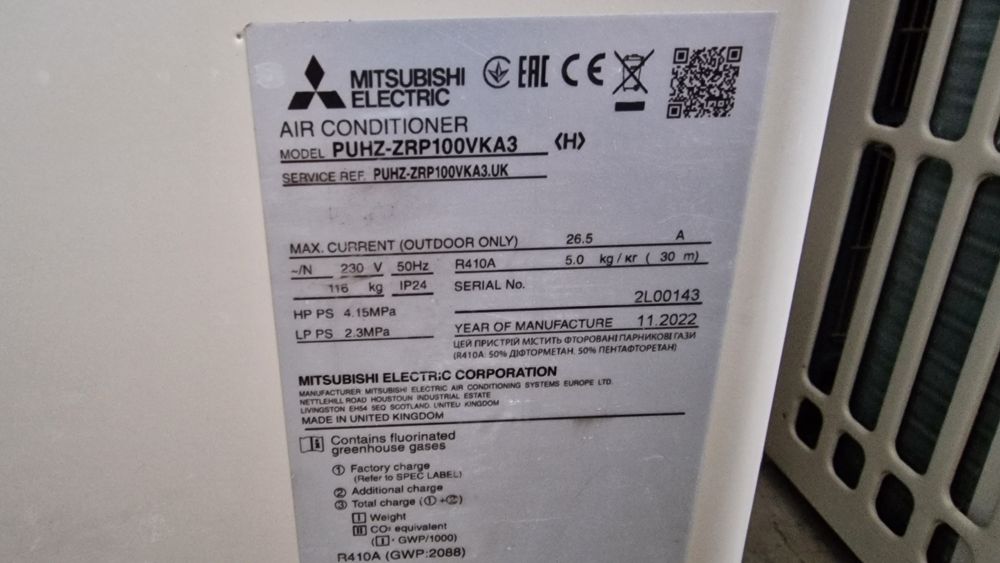 MITSUBISHI
ELECTRIC
EAC CE
AIR CONDITIONER
MODEL PUHZ-ZRP100VKA3 <H>
SERVICE REF. PUHZ-ZRP100VKA3.UK
MAX. CURRENT (OUTDOOR ONLY) 26.5 A
~/N 230 V 50Hz R410A 5.0 kg/кг ( 30 m)
116 kg IP24 SERIAL No.
2L00143
HP PS 4.15MPa
LP PS 2.3MPa YEAR OF MANUFACTURE 11.2022
ЦЕЙ ПРИСТРІЙ МІСТИТЬ ФТОРОВАНІ ПАРНИКОВІ ГАЗИ
(R410A: 50% ДІФТОРМЕТАН, 50% ПЕНТАФТОРЕТАН)
MITSUBISHI ELECTRIC CORPORATION
MANUFACTURER MITSUBISHI ELECTRIC AIR CONDITIONING SYSTEMS EUROPE LTD.
NETTLEHILL ROAD HOUSTOUN INDUSTRIAL ESTATE
LIVINGSTON EH54 5EQ SCOTLAND, UNITED KINGDOM
MADE IN UNITED KINGDOM
Contains fluorinated
greenhouse gases
① Factory charge
(Refer to SPEC LABEL)
② Additional charge
③ Total charge (①+②)
I Weight
II CO² equivalent
(I · GWP/1000)
R410A (GWP:2088)